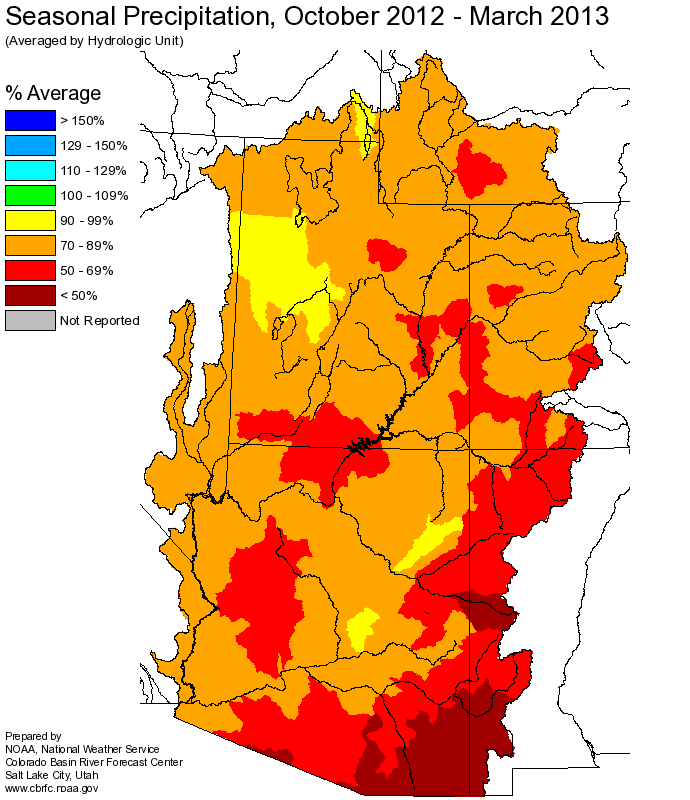 Seasonal Precipitation, October 2012 - March 2013
(Averaged by Hydrologic Unit)
% Average
> 150%
129 - 150%
110 - 129%
100 - 109%
90 - 99%
70 - 89%
50 - 69%
< 50%
Not Reported
Prepared by
NOAA, National Weather Service
Colorado Basin River Forecast Center
Salt Lake City, Utah
www.cbrfc.noaa.gov